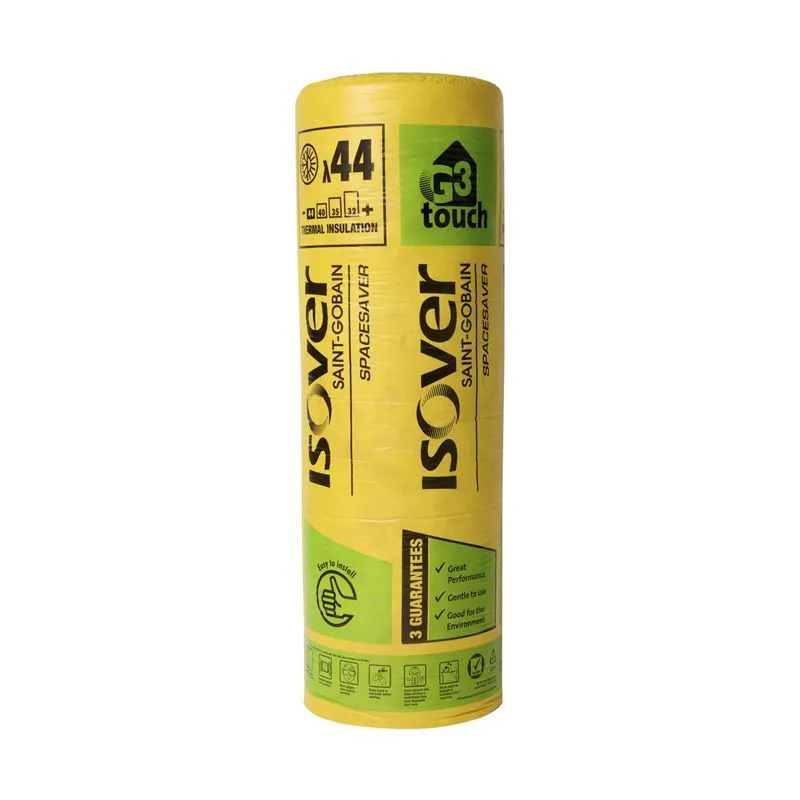 λ44
- 44 40 35 32 +
THERMAL INSULATION
G3
touch
isover
SAINT-GOBAIN
SPACESAVER
isover
SAINT-GOBAIN
SPACESAVER
Easy to install
3 GUARANTEES
✓ Great
Performance
✓ Gentle to use
✓ Good for the
Environment